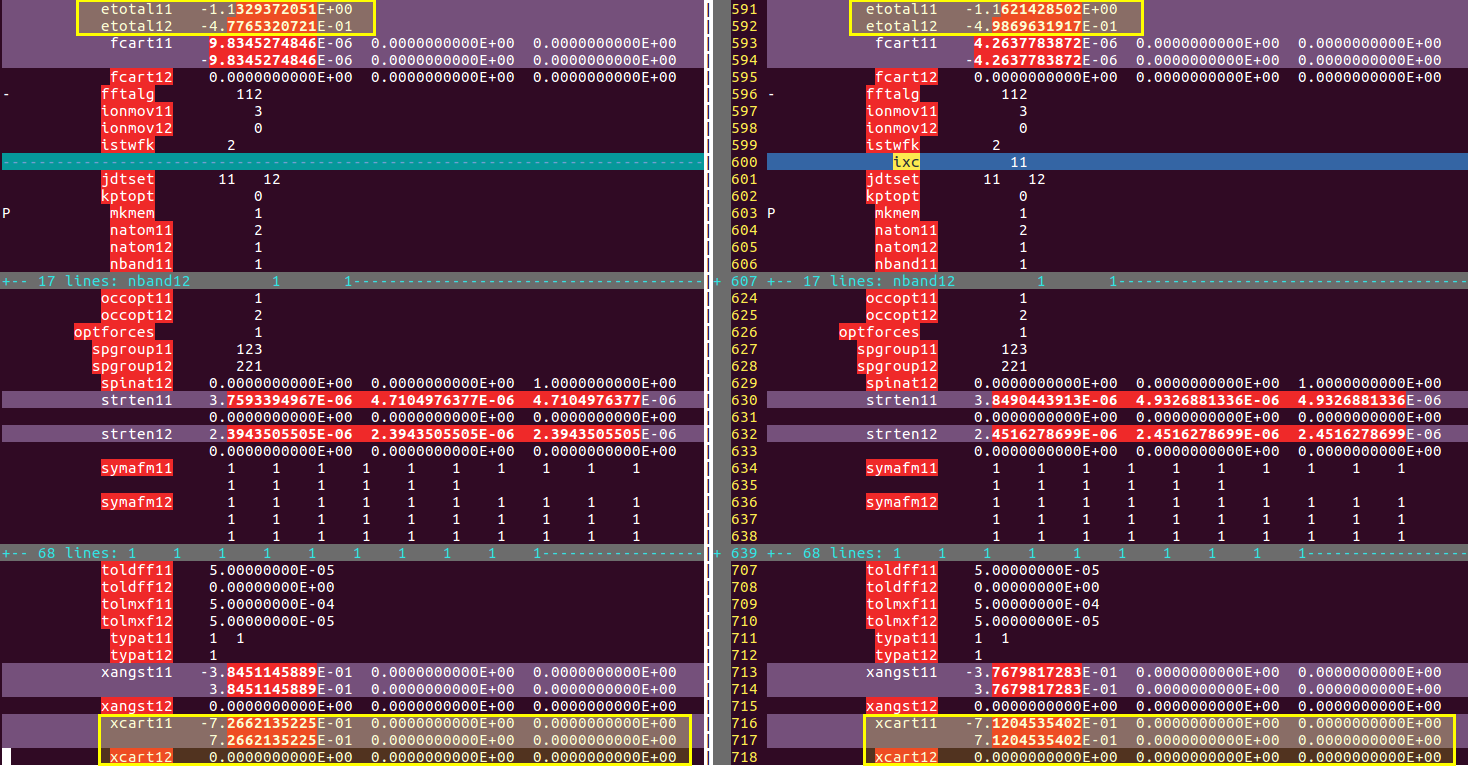 etotal11 -1.1329372051E+00
etotal12 -4.7765320721E-01
fcart11 9.8345274846E-06 0.0000000000E+00 0.0000000000E+00
-9.8345274846E-06 0.0000000000E+00 0.0000000000E+00
fcart12 0.0000000000E+00 0.0000000000E+00 0.0000000000E+00
- fftalg 112
ionmov11 3
ionmov12 0
istwfk 2
------------------------------------------------------------------------------
jdtset 11 12
kptopt 0
P mkmem 1
natom11 2
natom12 1
nband11 1
+-- 17 lines: nband12 1 1---------------------------------------
occopt11 1
occopt12 2
optforces 1
spgroup11 123
spgroup12 221
spinat12 0.0000000000E+00 0.0000000000E+00 1.0000000000E+00
strten11 3.7593394967E-06 4.7104976377E-06 4.7104976377E-06
0.0000000000E+00 0.0000000000E+00 0.0000000000E+00
strten12 2.3943505505E-06 2.3943505505E-06 2.3943505505E-06
0.0000000000E+00 0.0000000000E+00 0.0000000000E+00
symafm11 1 1 1 1 1 1 1 1 1 1
1 1 1 1 1 1
symafm12 1 1 1 1 1 1 1 1 1 1
1 1 1 1 1 1 1 1 1 1
1 1 1 1 1 1 1 1 1 1
+-- 68 lines: 1 1 1 1 1 1 1 1 1 1------------------
toldff11 5.00000000E-05
toldff12 0.00000000E+00
tolmxf11 5.00000000E-04
tolmxf12 5.00000000E-05
typat11 1 1
typat12 1
xangst11 -3.8451145889E-01 0.0000000000E+00 0.0000000000E+00
3.8451145889E-01 0.0000000000E+00 0.0000000000E+00
xangst12 0.0000000000E+00 0.0000000000E+00 0.0000000000E+00
xcart11 -7.2662135225E-01 0.0000000000E+00 0.0000000000E+00
7.2662135225E-01 0.0000000000E+00 0.0000000000E+00
xcart12 0.0000000000E+00 0.0000000000E+00 0.0000000000E+00
591 etotal11 -1.1621428502E+00
592 etotal12 -4.9869631917E-01
593 fcart11 4.2637783872E-06 0.0000000000E+00 0.0000000000E+00
594 -4.2637783872E-06 0.0000000000E+00 0.0000000000E+00
595 fcart12 0.0000000000E+00 0.0000000000E+00 0.0000000000E+00
596 - fftalg 112
597 ionmov11 3
598 ionmov12 0
599 istwfk 2
600 ixc 11
601 jdtset 11 12
602 kptopt 0
603 P mkmem 1
604 natom11 2
605 natom12 1
606 nband11 1
+ 607 +-- 17 lines: nband12 1 1---------------------------------------
624 occopt11 1
625 occopt12 2
626 optforces 1
627 spgroup11 123
628 spgroup12 221
629 spinat12 0.0000000000E+00 0.0000000000E+00 1.0000000000E+00
630 strten11 3.8490443913E-06 4.9326881336E-06 4.9326881336E-06
631 0.0000000000E+00 0.0000000000E+00 0.0000000000E+00
632 strten12 2.4516278699E-06 2.4516278699E-06 2.4516278699E-06
633 0.0000000000E+00 0.0000000000E+00 0.0000000000E+00
634 symafm11 1 1 1 1 1 1 1 1 1 1
635 1 1 1 1 1 1
636 symafm12 1 1 1 1 1 1 1 1 1 1
637 1 1 1 1 1 1 1 1 1 1
638 1 1 1 1 1 1 1 1 1 1
+ 639 +-- 68 lines: 1 1 1 1 1 1 1 1 1 1------------------
707 toldff11 5.00000000E-05
708 toldff12 0.00000000E+00
709 tolmxf11 5.00000000E-04
710 tolmxf12 5.00000000E-05
711 typat11 1 1
712 typat12 1
713 xangst11 -3.7679817283E-01 0.0000000000E+00 0.0000000000E+00
714 3.7679817283E-01 0.0000000000E+00 0.0000000000E+00
715 xangst12 0.0000000000E+00 0.0000000000E+00 0.0000000000E+00
716 xcart11 -7.1204535402E-01 0.0000000000E+00 0.0000000000E+00
717 7.1204535402E-01 0.0000000000E+00 0.0000000000E+00
718 xcart12 0.0000000000E+00 0.0000000000E+00 0.0000000000E+00